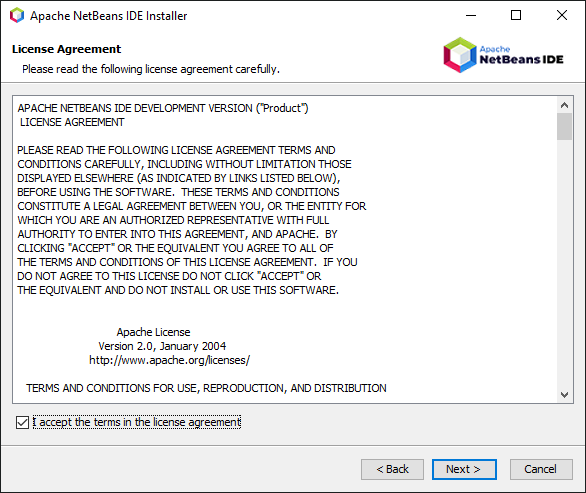 Apache NetBeans IDE Installer
License Agreement
Please read the following license agreement carefully.
Apache
NetBeans IDE
APACHE NETBEANS IDE DEVELOPMENT VERSION ("Product")
LICENSE AGREEMENT
PLEASE READ THE FOLLOWING LICENSE AGREEMENT TERMS AND
CONDITIONS CAREFULLY, INCLUDING WITHOUT LIMITATION THOSE
DISPLAYED ELSEWHERE (AS INDICATED BY LINKS LISTED BELOW),
BEFORE USING THE SOFTWARE.  THESE TERMS AND CONDITIONS
CONSTITUTE A LEGAL AGREEMENT BETWEEN YOU, OR THE ENTITY FOR
WHICH YOU ARE AN AUTHORIZED REPRESENTATIVE WITH FULL
AUTHORITY TO ENTER INTO THIS AGREEMENT, AND APACHE.  BY
CLICKING "ACCEPT" OR THE EQUIVALENT YOU AGREE TO ALL OF
THE TERMS AND CONDITIONS OF THIS LICENSE AGREEMENT.  IF YOU
DO NOT AGREE TO THIS LICENSE DO NOT CLICK "ACCEPT" OR
THE EQUIVALENT AND DO NOT INSTALL OR USE THIS SOFTWARE.
Apache License
Version 2.0, January 2004
http://www.apache.org/licenses/
TERMS AND CONDITIONS FOR USE, REPRODUCTION, AND DISTRIBUTION
I accept the terms in the license agreement
< Back
Next >
Cancel